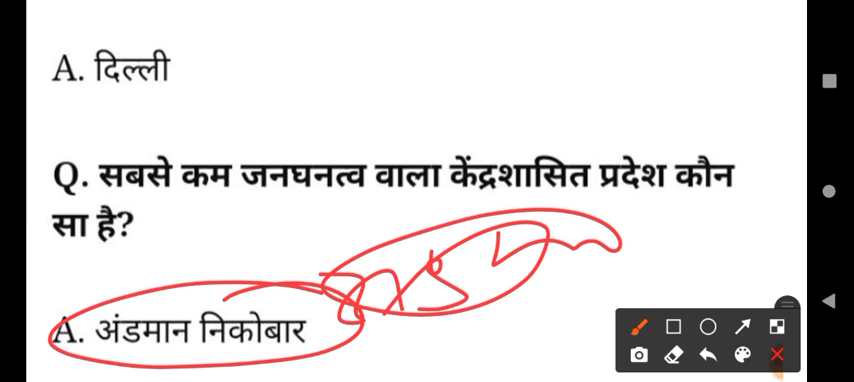 A. दिल्ली
Q. सबसे कम जनघनत्व वाला केंद्रशासित प्रदेश कौन
सा है?
A. अंडमान निकोबार